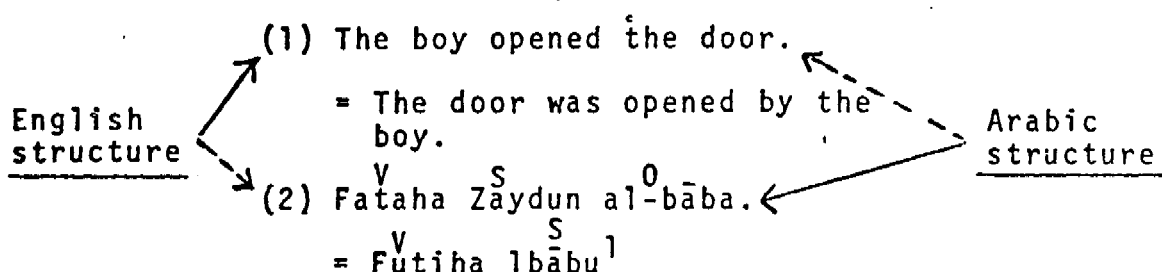 (1) The boy opened the door.
= The door was opened by the
boy.
English
structure
Arabic
structure
V S O
(2) Fataha Zaydun al-bāba.
V S
= Futiha lbābu¹